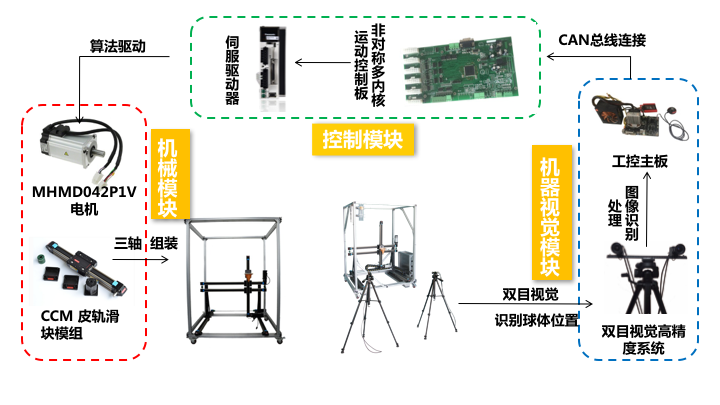 算法驱动
伺服驱动器
非对称多内核
运动控制板
CAN总线连接
控制模块
机械模块
机器视觉模块
MHMD042P1V
电机
三轴 组装
CCM 皮轨滑
块模组
工控主板
图像识别
处理
双目视觉
识别球体位置
双目视觉高精
度系统